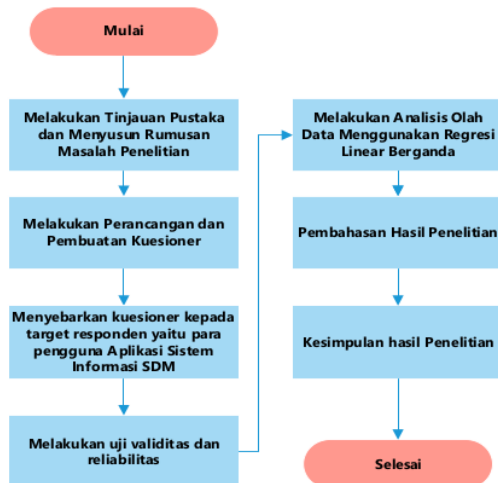 Mulai
Melakukan Tinjauan Pustaka
dan Menyusun Rumusan
Masalah Penelitian
Melakukan Perancangan dan
Pembuatan Kuesioner
Menyebarkan kuesioner kepada
target responden yaitu para
pengguna Aplikasi Sistem
Informasi SDM
Melakukan uji validitas dan
reliabilitas
Melakukan Analisis Olah
Data Menggunakan Regresi
Linear Berganda
Pembahasan Hasil Penelitian
Kesimpulan hasil Penelitian
Selesai